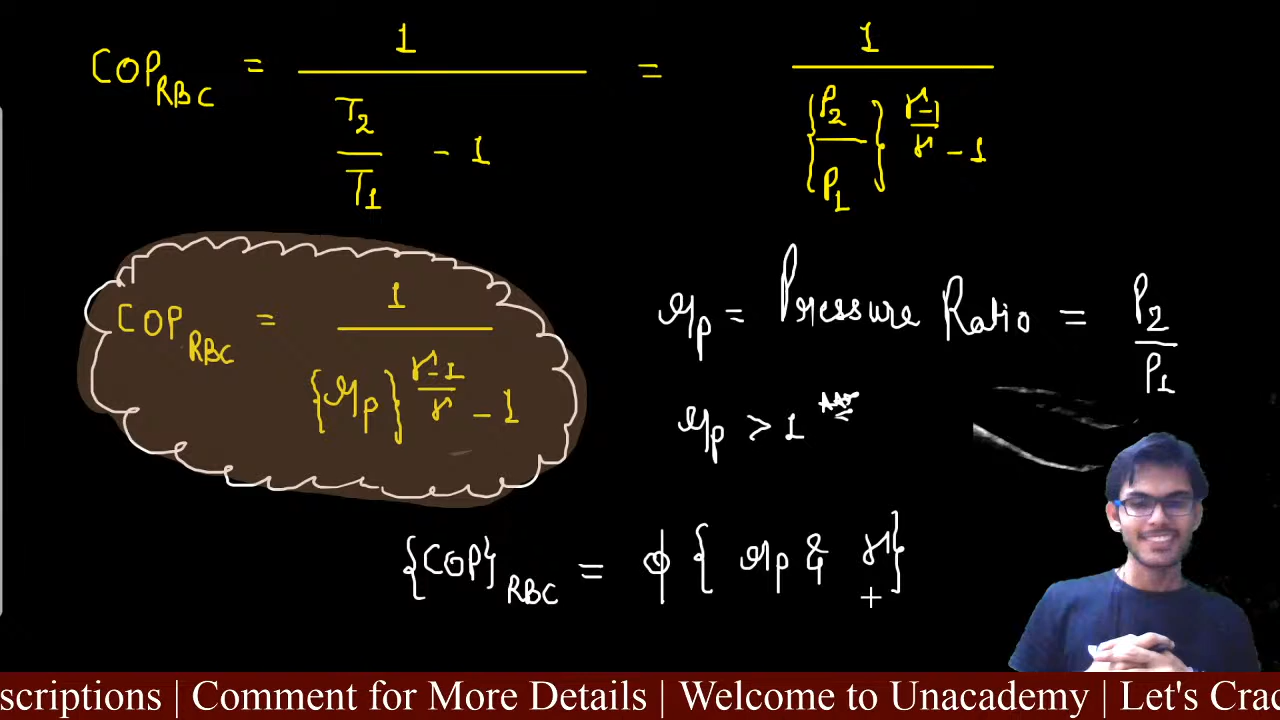 COP_RBC = 1 / (T2/T1 - 1) = 1 / ({P2/P1}^((γ-1)/γ) - 1)
COP_RBC = 1 / ({rp}^((γ-1)/γ) - 1)
rp = Pressure Ratio = P2/P1
rp > 1
{COP}_RBC = ϕ { rp & γ }
scriptions | Comment for More Details | Welcome to Unacademy | Let's Crac